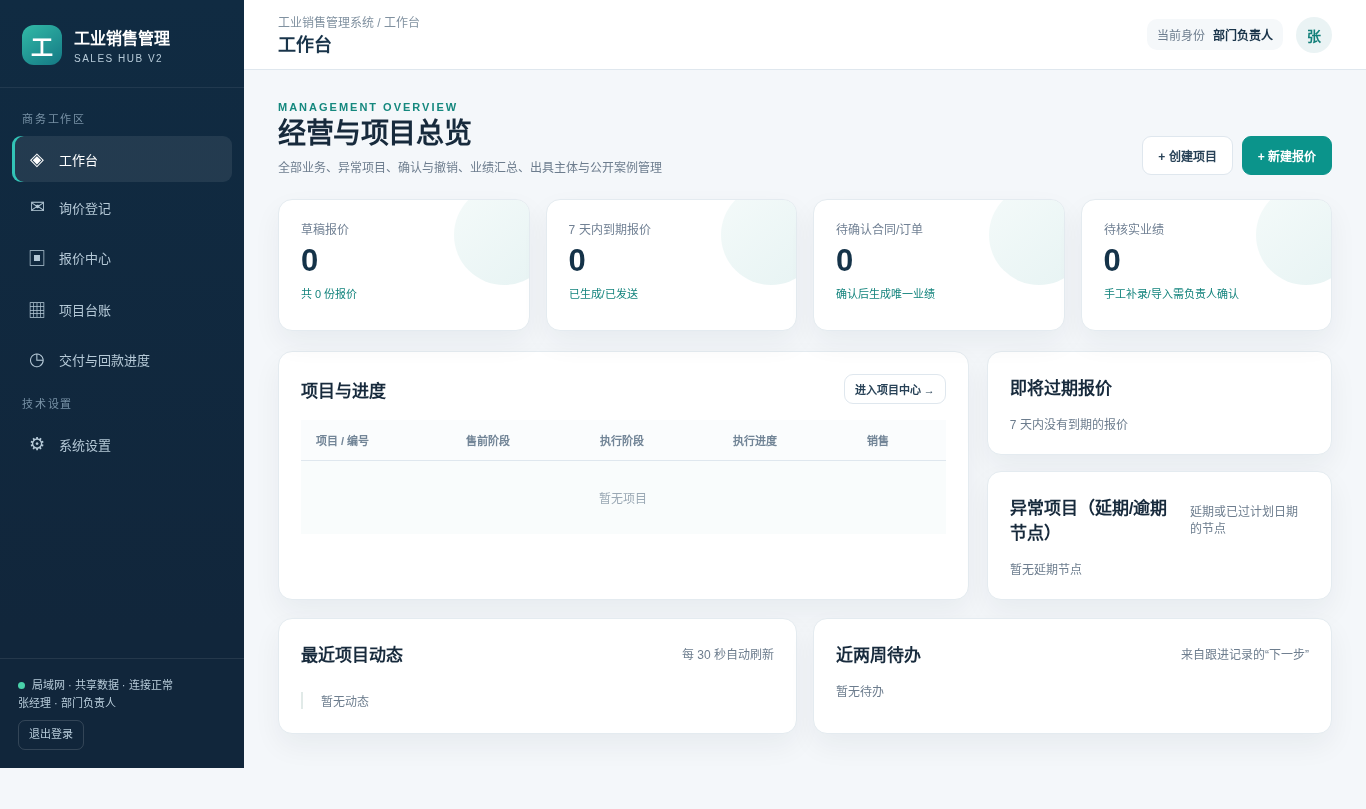 工
工业销售管理
SALES HUB V2
商务工作区
工作台
询价登记
报价中心
项目台账
交付与回款进度
技术设置
系统设置
局域网 · 共享数据 · 连接正常
张经理 · 部门负责人
退出登录
工业销售管理系统 / 工作台
工作台
当前身份 部门负责人
张
MANAGEMENT OVERVIEW
经营与项目总览
全部业务、异常项目、确认与撤销、业绩汇总、出具主体与公开案例管理
+ 创建项目
+ 新建报价
草稿报价
0
共 0 份报价
7 天内到期报价
0
已生成/已发送
待确认合同/订单
0
确认后生成唯一业绩
待核实业绩
0
手工补录/导入需负责人确认
项目与进度
进入项目中心 →
项目 / 编号 售前阶段 执行阶段 执行进度 销售
暂无项目
即将过期报价
7 天内没有到期的报价
异常项目（延期/逾期
节点）
延期或已过计划日期
的节点
暂无延期节点
最近项目动态
每 30 秒自动刷新
暂无动态
近两周待办
来自跟进记录的“下一步”
暂无待办